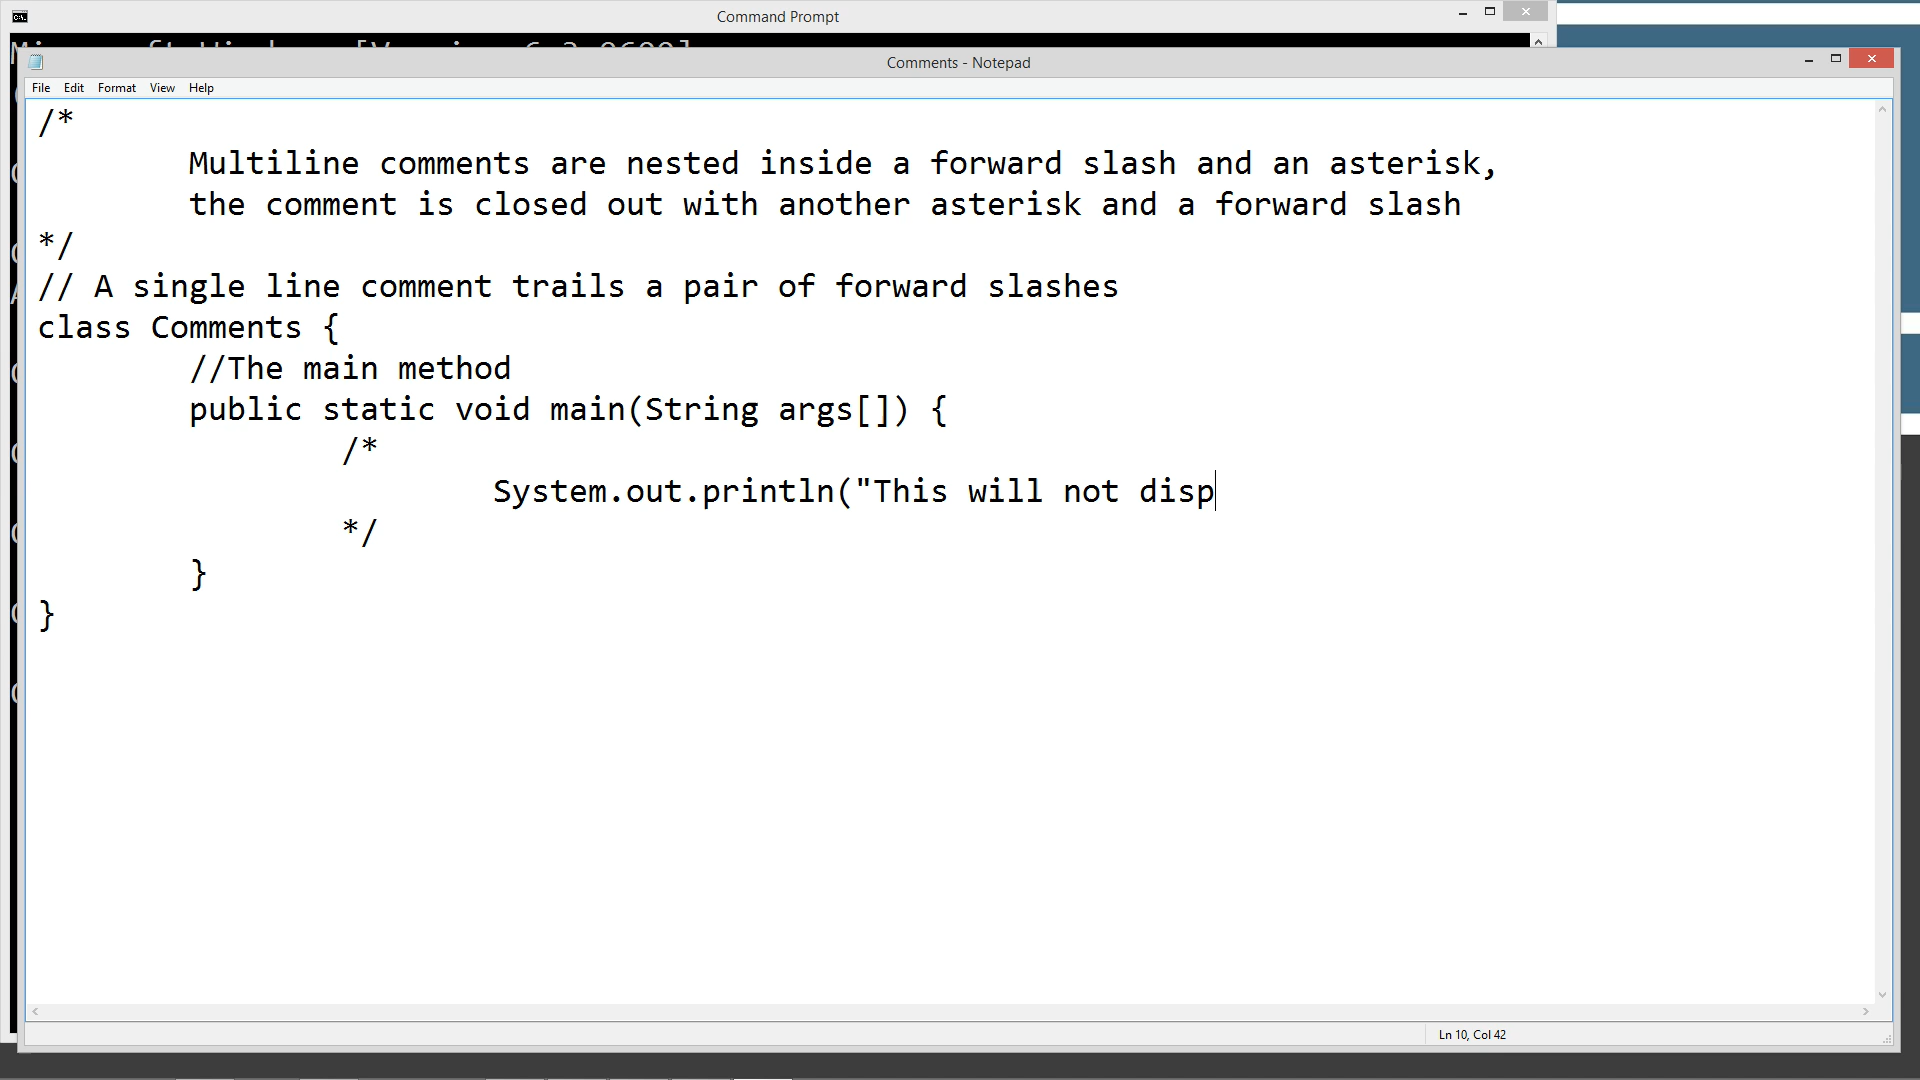 Command Prompt
Comments - Notepad
File Edit Format View Help
/*
Multiline comments are nested inside a forward slash and an asterisk,
the comment is closed out with another asterisk and a forward slash
*/
// A single line comment trails a pair of forward slashes
class Comments {
//The main method
public static void main(String args[]) {
/*
System.out.println("This will not disp
*/
}
}
Ln 10, Col 42